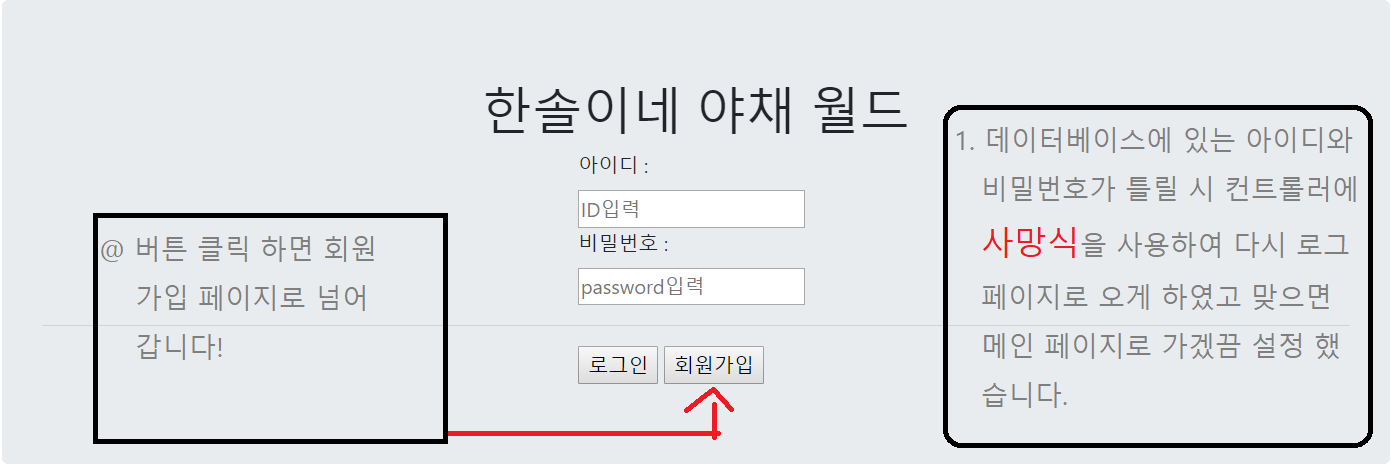 한솔이네 야채 월드
아이디 :
ID입력
비밀번호 :
password입력
로그인 회원가입
@ 버튼 클릭 하면 회원
가입 페이지로 넘어
갑니다!
1. 데이터베이스에 있는 아이디와
비밀번호가 틀릴 시 컨트롤러에
사망식을 사용하여 다시 로그
페이지로 오게 하였고 맞으면
메인 페이지로 가겠끔 설정 했
습니다.